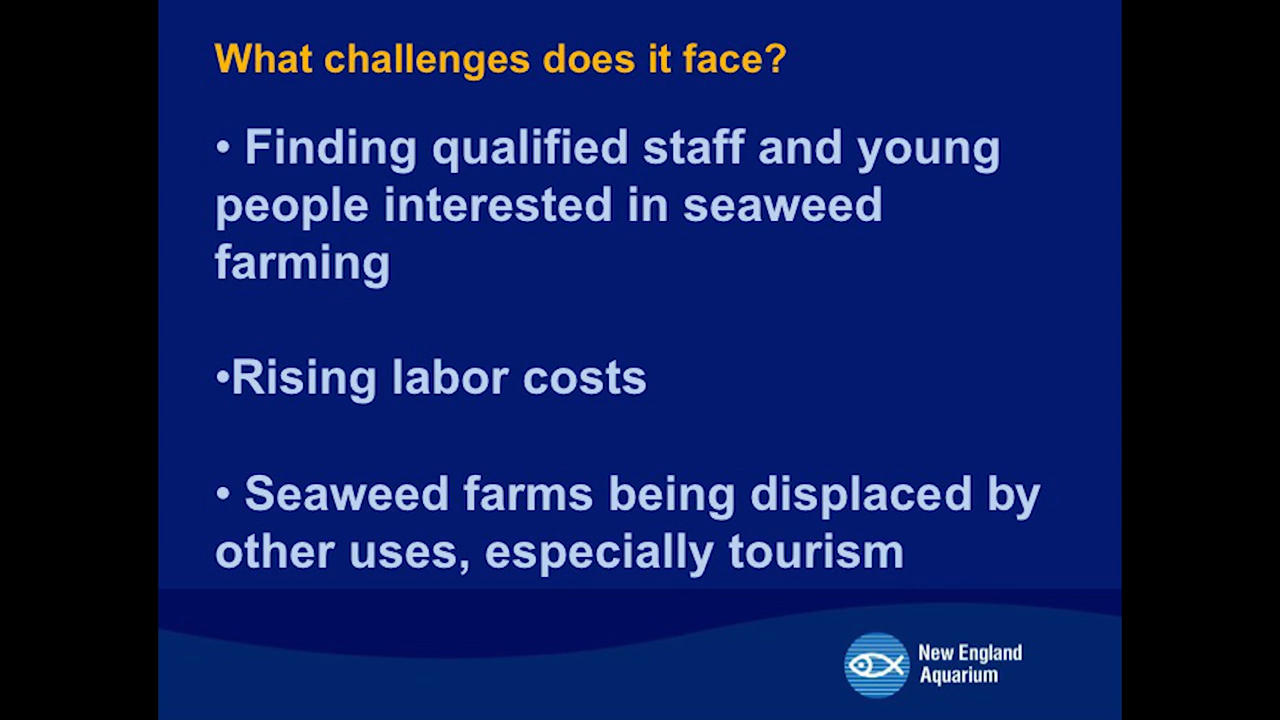 What challenges does it face?
• Finding qualified staff and young
people interested in seaweed
farming
•Rising labor costs
• Seaweed farms being displaced by
other uses, especially tourism
New England
Aquarium